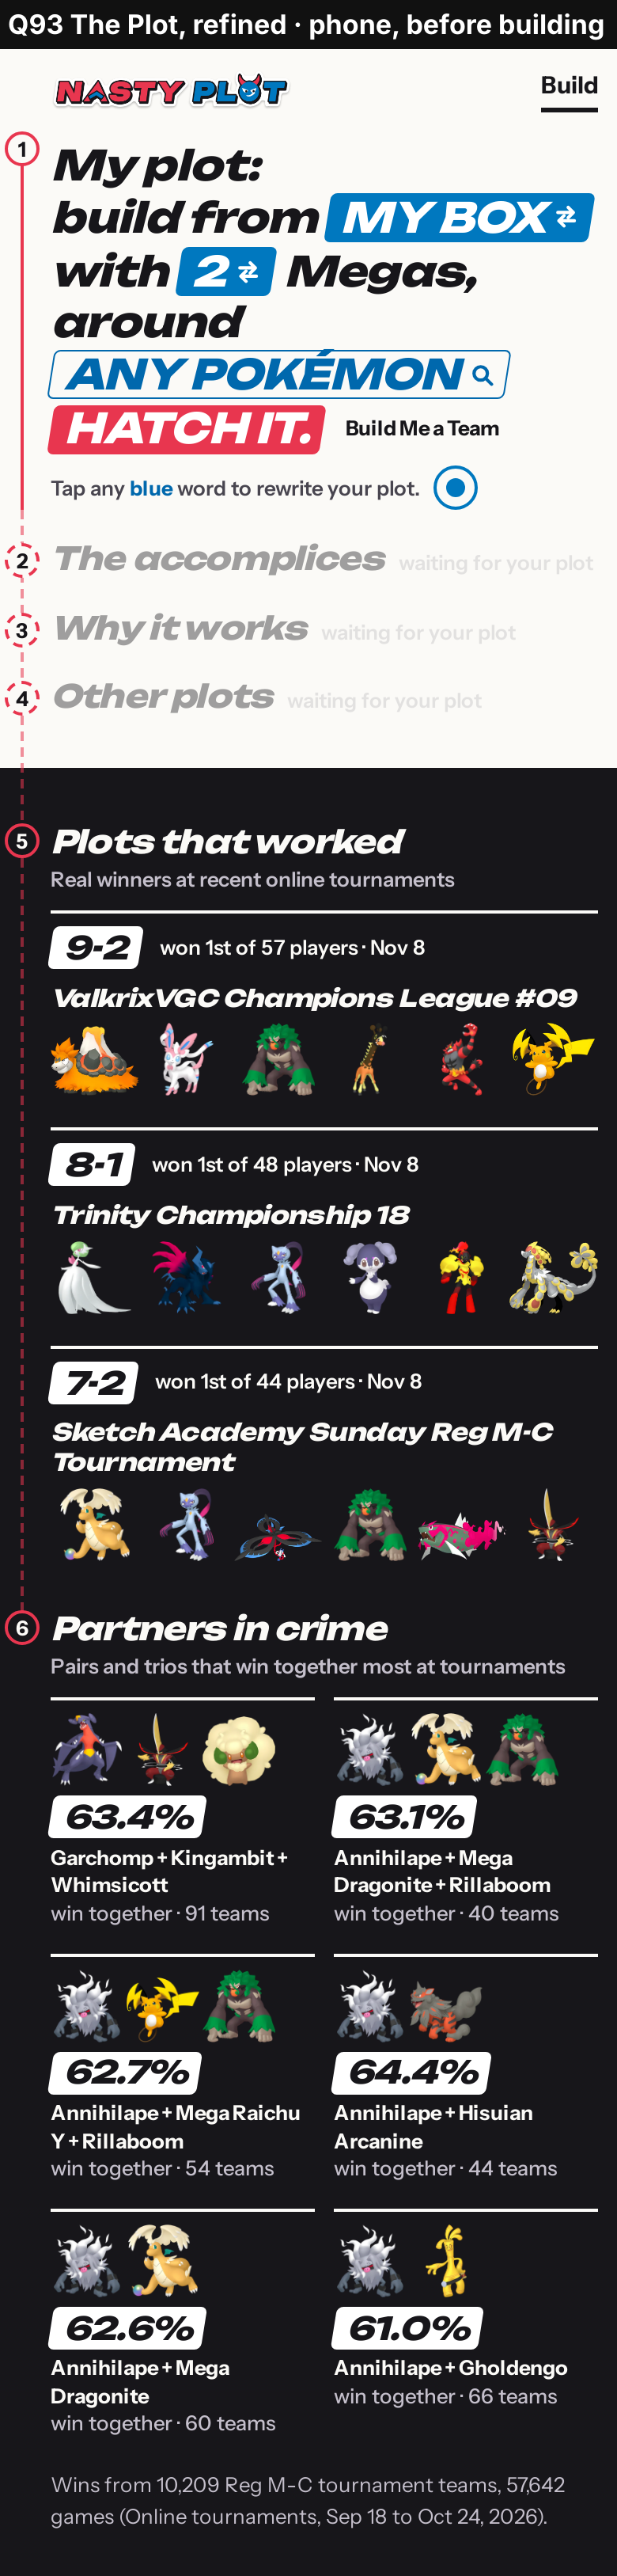 Q93 The Plot, refined · phone, before building
NASTY PLOT
Build
1
My plot:
build from MY BOX
with 2 Megas,
around
ANY POKÉMON
HATCH IT. Build Me a Team
Tap any blue word to rewrite your plot.
2 The accomplices waiting for your plot
3 Why it works waiting for your plot
4 Other plots waiting for your plot
5 Plots that worked
Real winners at recent online tournaments
9-2 won 1st of 57 players · Nov 8
ValkrixVGC Champions League #09
8-1 won 1st of 48 players · Nov 8
Trinity Championship 18
7-2 won 1st of 44 players · Nov 8
Sketch Academy Sunday Reg M-C
Tournament
6 Partners in crime
Pairs and trios that win together most at tournaments
63.4%
Garchomp + Kingambit +
Whimsicott
win together · 91 teams
63.1%
Annihilape + Mega
Dragonite + Rillaboom
win together · 40 teams
62.7%
Annihilape + Mega Raichu
Y + Rillaboom
win together · 54 teams
64.4%
Annihilape + Hisuian
Arcanine
win together · 44 teams
62.6%
Annihilape + Mega
Dragonite
win together · 60 teams
61.0%
Annihilape + Gholdengo
win together · 66 teams
Wins from 10,209 Reg M-C tournament teams, 57,642
games (Online tournaments, Sep 18 to Oct 24, 2026).